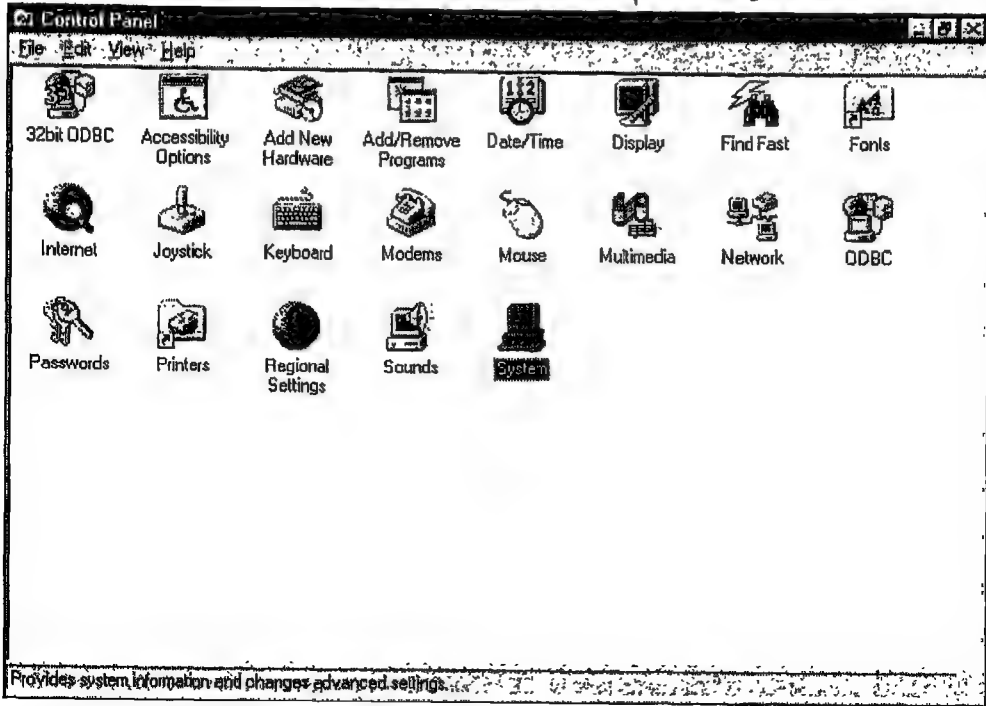 Control Panel
File Edit View Help
32bit ODBC
Accessibility Options
Add New Hardware
Add/Remove Programs
Date/Time
Display
Find Fast
Fonts
Internet
Joystick
Keyboard
Modems
Mouse
Multimedia
Network
ODBC
Passwords
Printers
Regional Settings
Sounds
System
Provides system information and changes advanced settings.